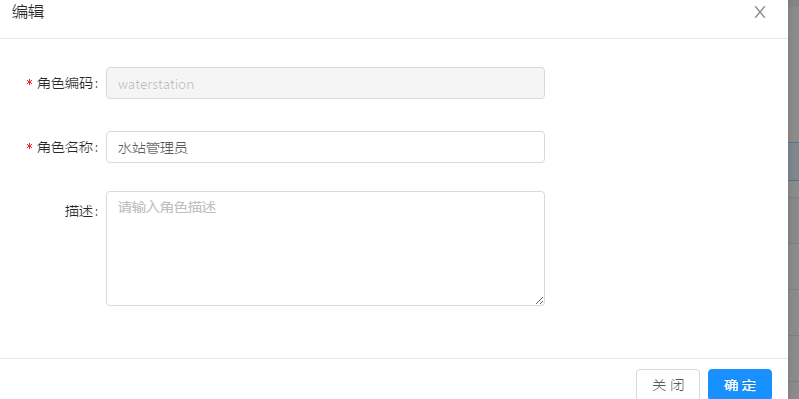 编辑
* 角色编码： waterstation
* 角色名称： 水站管理员
描述： 请输入角色描述
关 闭 确 定